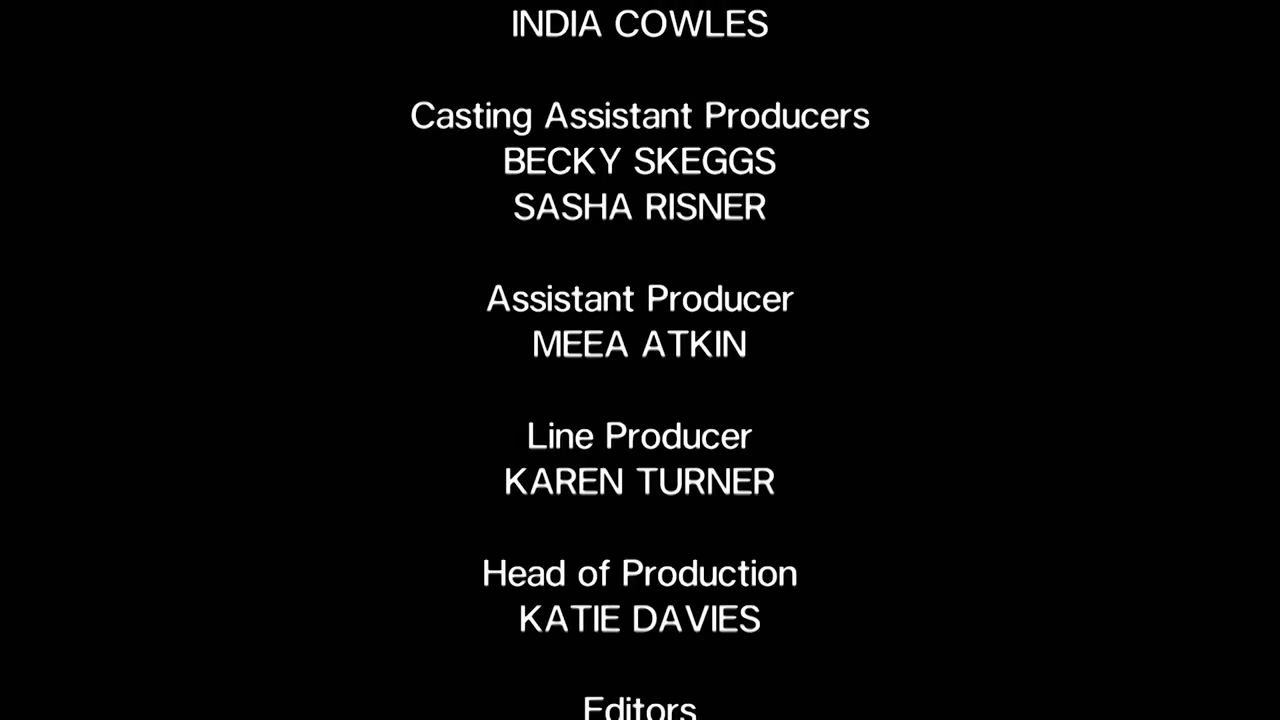 INDIA COWLES
Casting Assistant Producers
BECKY SKEGGS
SASHA RISNER
Assistant Producer
MEEA ATKIN
Line Producer
KAREN TURNER
Head of Production
KATIE DAVIES
Editors